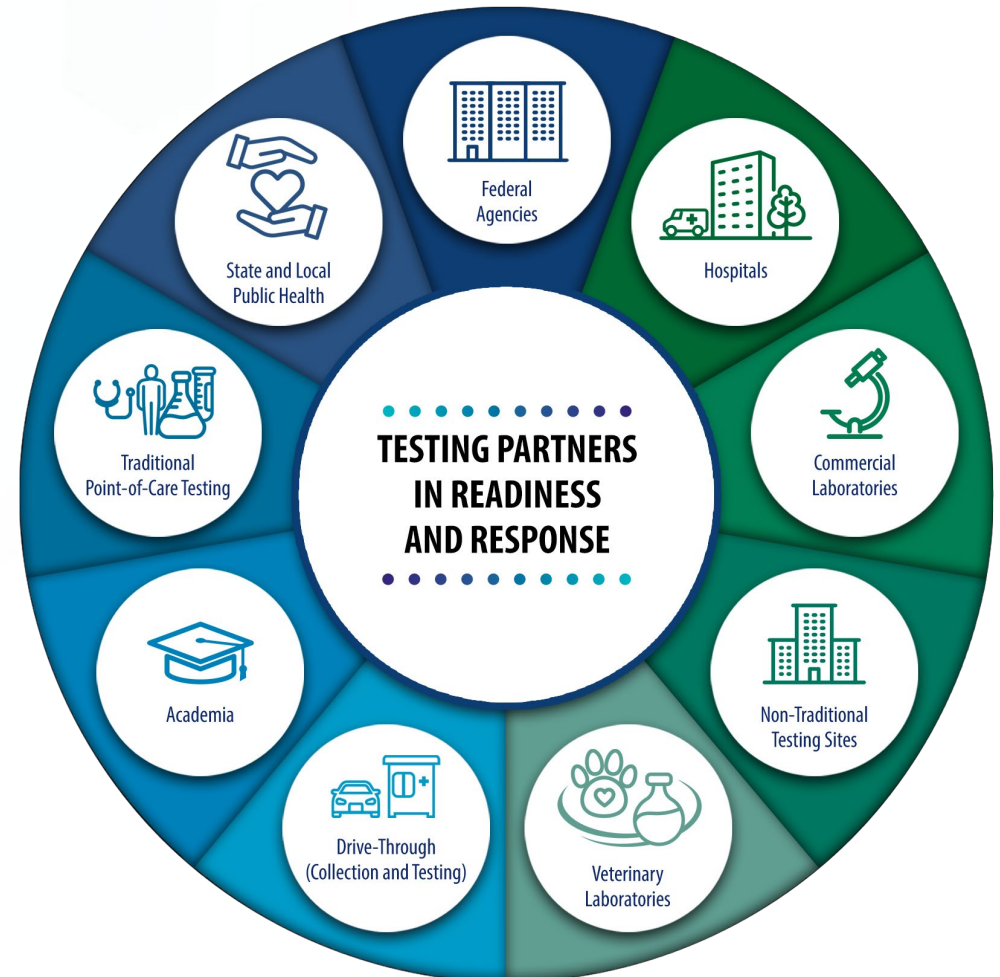 TESTING PARTNERS
IN READINESS
AND RESPONSE
Federal
Agencies
Hospitals
Commercial
Laboratories
Non-Traditional
Testing Sites
Veterinary
Laboratories
Drive-Through
(Collection and Testing)
Academia
Traditional
Point-of-Care Testing
State and Local
Public Health